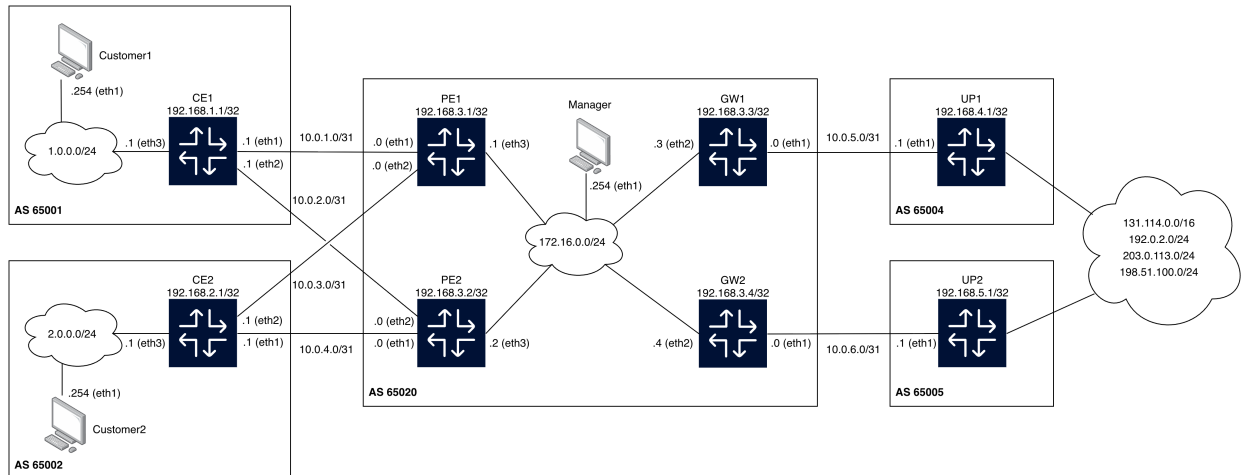 Customer1
.254 (eth1)
1.0.0.0/24
.1 (eth3)
CE1
192.168.1.1/32
.1 (eth1)
.1 (eth2)
AS 65001
CE2
192.168.2.1/32
2.0.0.0/24
.1 (eth3)
.1 (eth2)
.1 (eth1)
.254 (eth1)
Customer2
AS 65002
10.0.1.0/31
10.0.2.0/31
10.0.3.0/31
10.0.4.0/31
PE1
192.168.3.1/32
.0 (eth1)
.0 (eth2)
.1 (eth3)
PE2
192.168.3.2/32
.0 (eth2)
.0 (eth1)
.2 (eth3)
Manager
.254 (eth1)
172.16.0.0/24
GW1
192.168.3.3/32
.3 (eth2)
.0 (eth1)
GW2
192.168.3.4/32
.4 (eth2)
.0 (eth1)
AS 65020
10.0.5.0/31
10.0.6.0/31
UP1
192.168.4.1/32
.1 (eth1)
AS 65004
UP2
192.168.5.1/32
.1 (eth1)
AS 65005
131.114.0.0/16
192.0.2.0/24
203.0.113.0/24
198.51.100.0/24